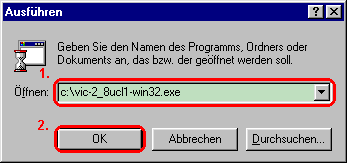 Ausführen
Geben Sie den Namen des Programms, Ordners oder
Dokuments an, das bzw. der geöffnet werden soll.
1.
Öffnen: c:\vic-2_8ucl1-win32.exe
2.
OK Abbrechen Durchsuchen...